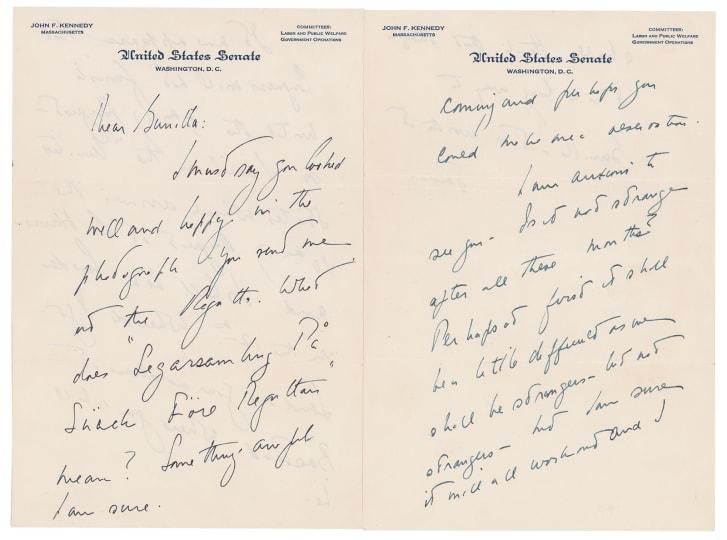 JOHN F. KENNEDY
MASSACHUSETTS
COMMITTEES:
LABOR AND PUBLIC WELFARE
GOVERNMENT OPERATIONS
United States Senate
WASHINGTON, D. C.
Dear Gunilla:
I must say you looked
well and happy in the
photograph you send me
at the Regatta. What
does "Segarsamling På
Skäck Före Regattan"
mean? Something awful
I am sure.
JOHN F. KENNEDY
MASSACHUSETTS
COMMITTEES:
LABOR AND PUBLIC WELFARE
GOVERNMENT OPERATIONS
United States Senate
WASHINGTON, D. C.
coming and perhaps you
could make me a reservation.
I am anxious to
see you - Is it not strange
after all these months?
Perhaps at first it shall
be a little difficult as we
shall be strangers - but not
strangers - but I am sure
it will all work out and I